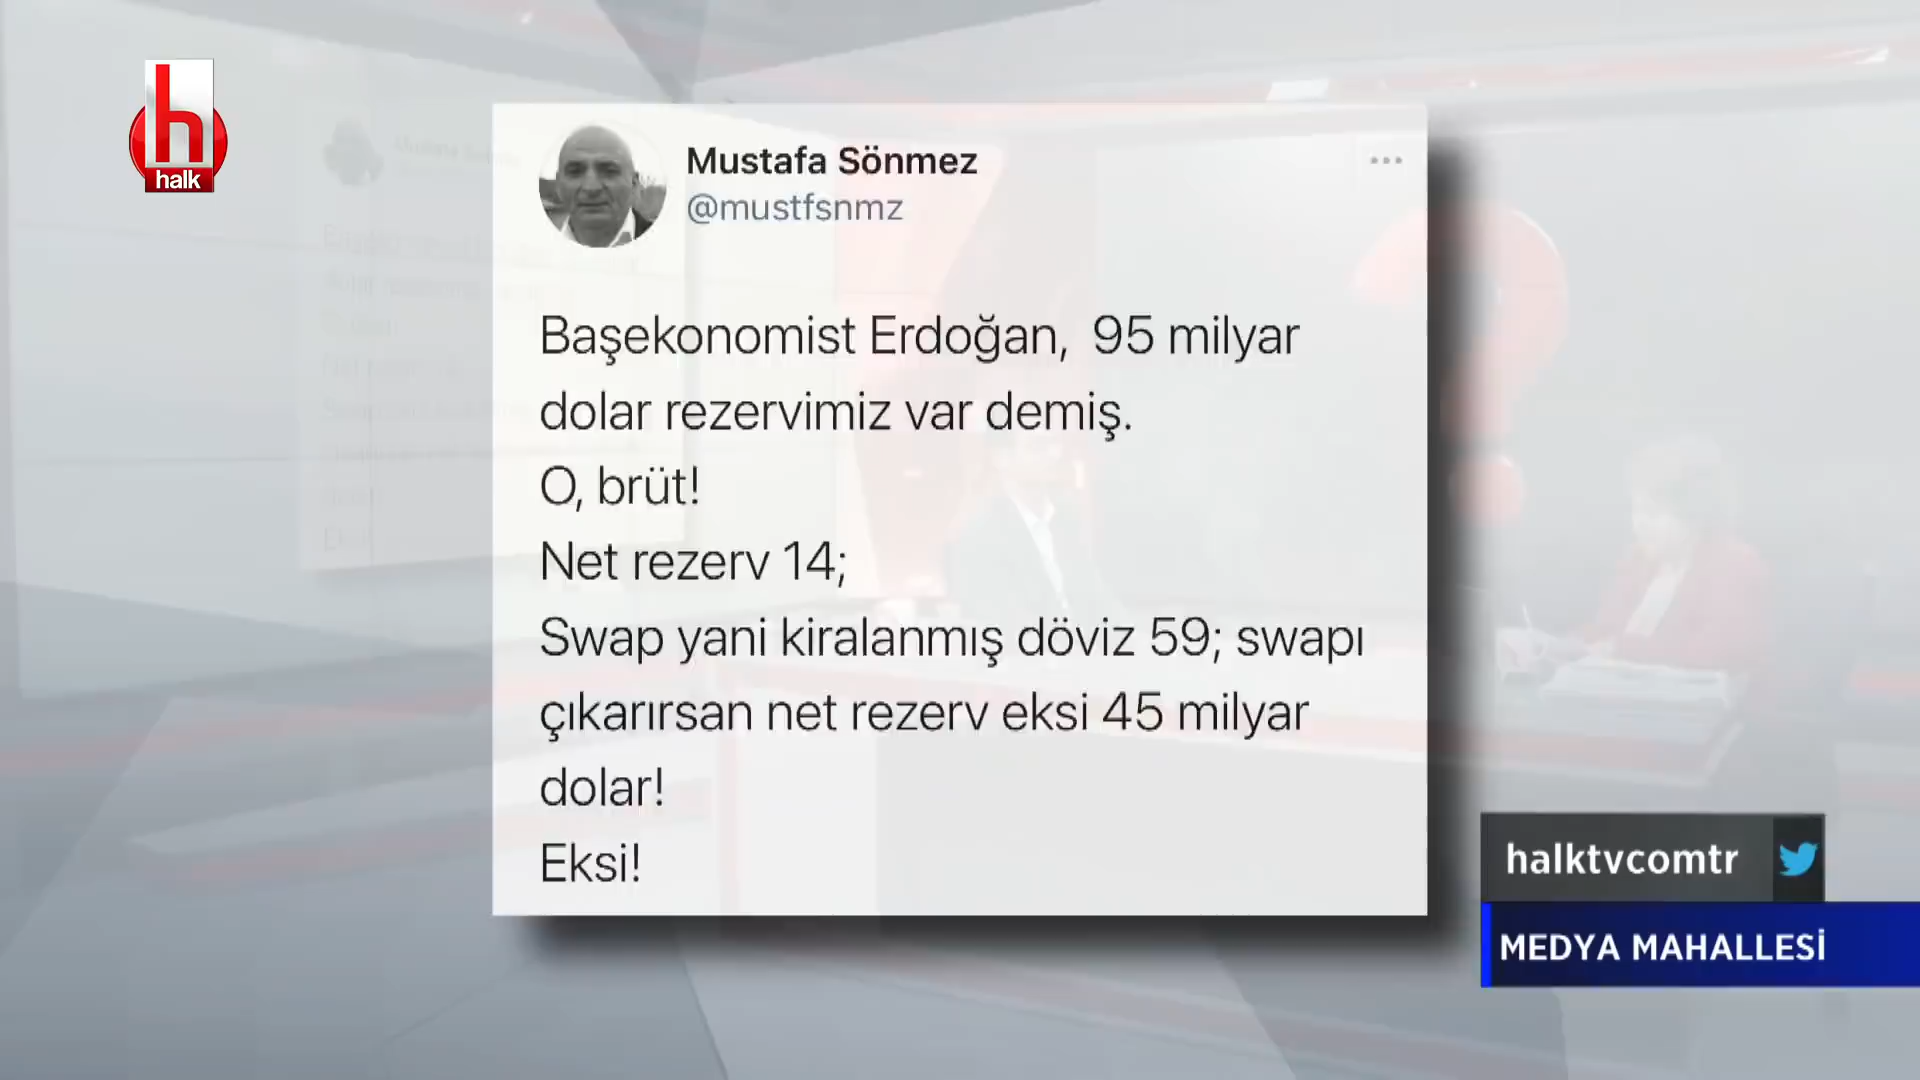 h
halk
Mustafa Sönmez
@mustfsnmz
Başekonomist Erdoğan, 95 milyar
dolar rezervimiz var demiş.
O, brüt!
Net rezerv 14;
Swap yani kiralanmış döviz 59; swapı
çıkarırsan net rezerv eksi 45 milyar
dolar!
Eksi!
halktvcomtr
MEDYA MAHALLESİ